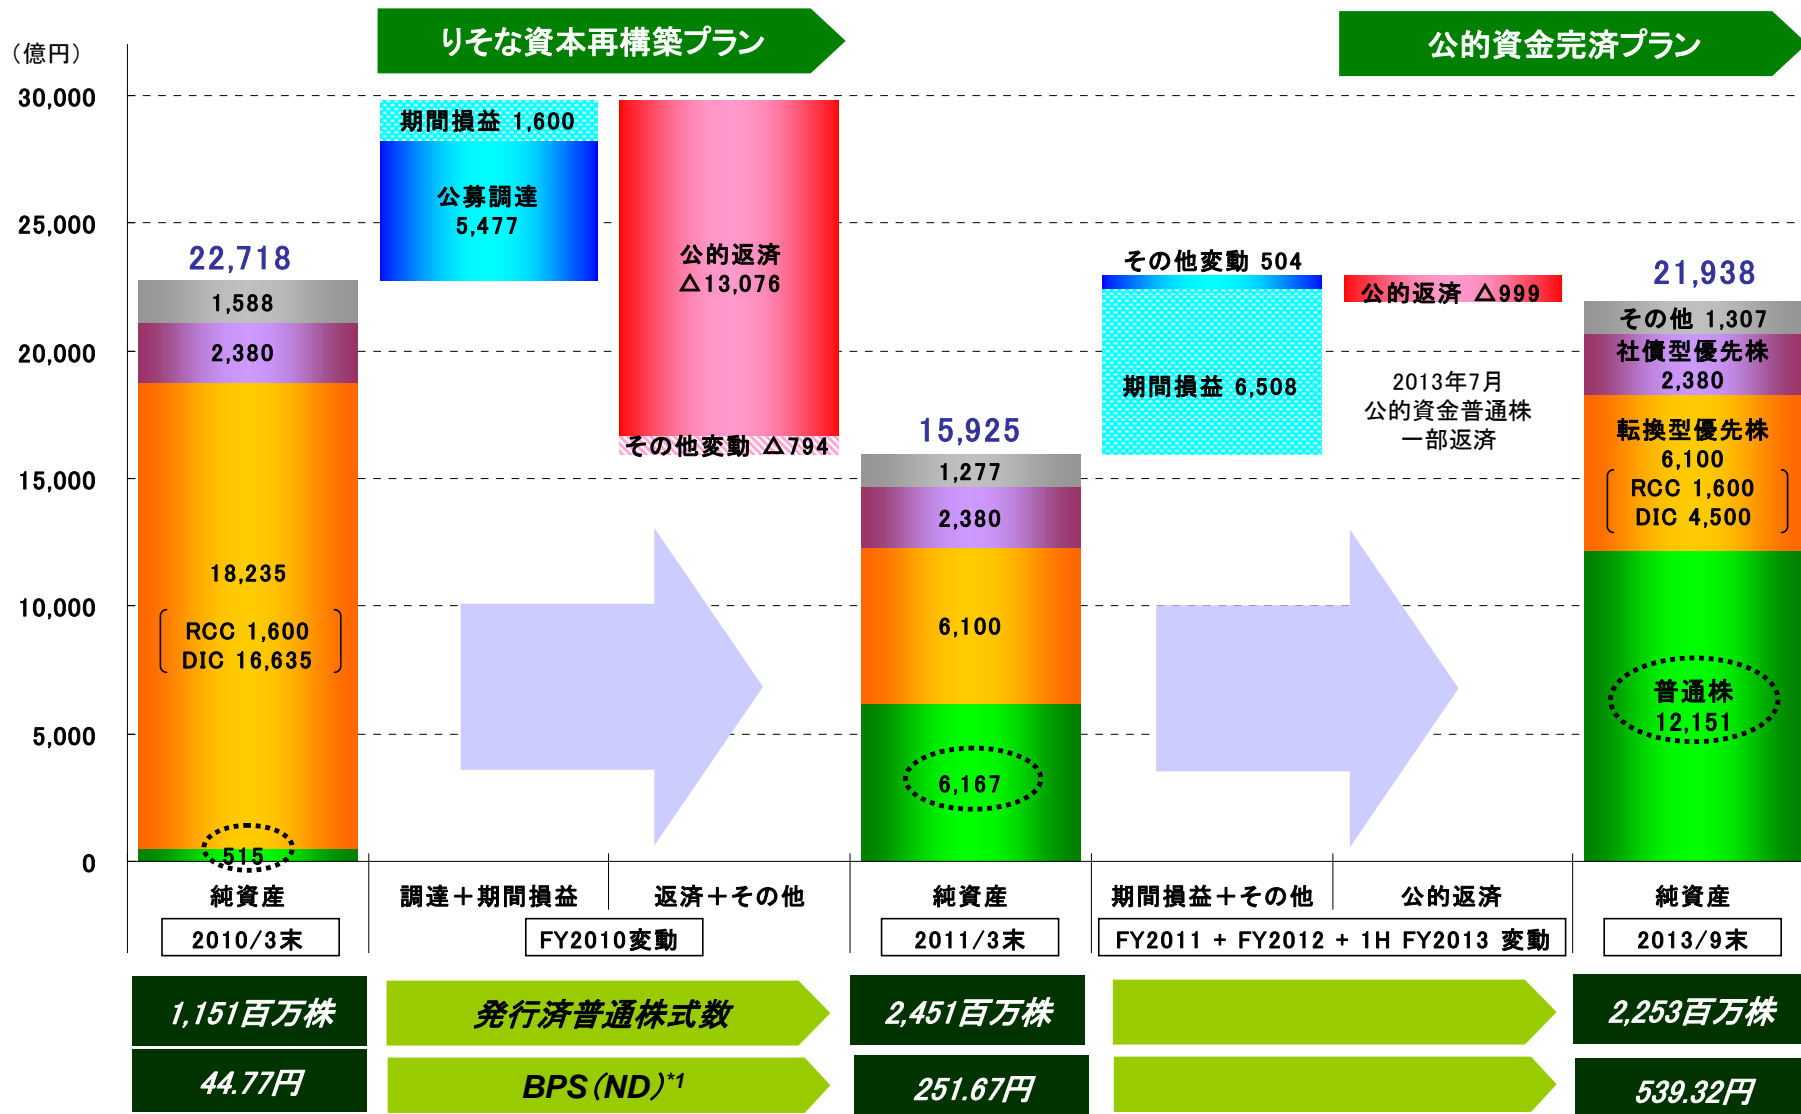 りそな資本再構築プラン
公的資金完済プラン
（億円）
30,000
25,000
20,000
15,000
10,000
5,000
0
22,718
1,588
2,380
18,235
RCC 1,600
DIC 16,635
515
期間損益 1,600
公募調達
5,477
公的返済
△13,076
その他変動 △794
15,925
1,277
2,380
6,100
6,167
その他変動 504
期間損益 6,508
公的返済 △999
2013年7月
公的資金普通株
一部返済
21,938
その他 1,307
社債型優先株
2,380
転換型優先株
6,100
RCC 1,600
DIC 4,500
普通株
12,151
純資産
調達＋期間損益
返済＋その他
純資産
期間損益＋その他
公的返済
純資産
2010/3末
FY2010変動
2011/3末
FY2011 + FY2012 + 1H FY2013 変動
2013/9末
1,151百万株
発行済普通株式数
2,451百万株
2,253百万株
44.77円
BPS（ND）*1
251.67円
539.32円